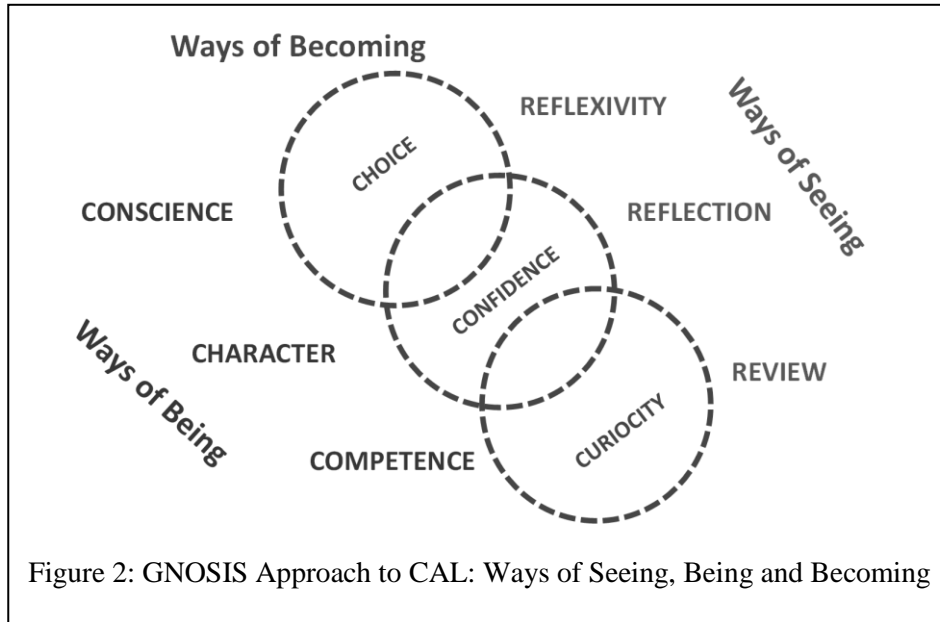 Ways of Becoming
REFLEXIVITY
Ways of Seeing
CHOICE
CONSCIENCE
REFLECTION
CONFIDENCE
CHARACTER
Ways of Being
REVIEW
CURIOCITY
COMPETENCE
Figure 2: GNOSIS Approach to CAL: Ways of Seeing, Being and Becoming